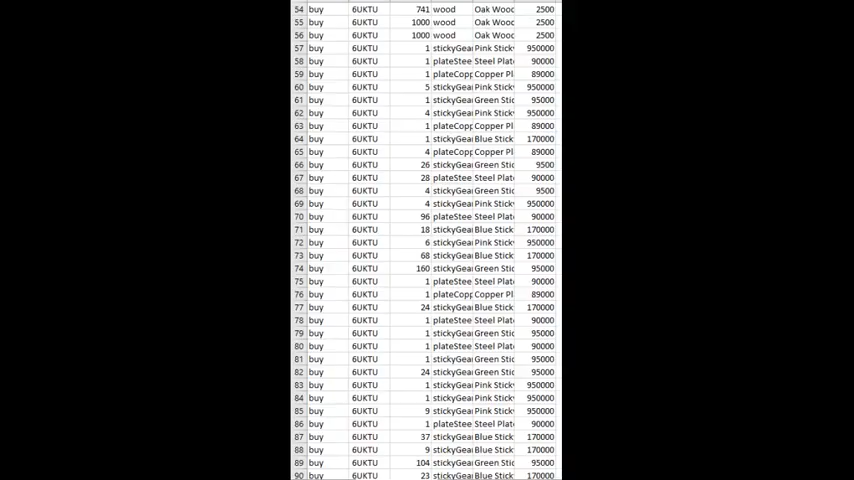 54 buy 6UKTU 741 wood Oak Wood 2500
55 buy 6UKTU 1000 wood Oak Wood 2500
56 buy 6UKTU 1000 wood Oak Wood 2500
57 buy 6UKTU 1 stickyGea Pink Stick 950000
58 buy 6UKTU 1 plateStee Steel Plat 90000
59 buy 6UKTU 1 plateCopp Copper Pl 89000
60 buy 6UKTU 5 stickyGea Pink Stick 950000
61 buy 6UKTU 1 stickyGea Green Stic 95000
62 buy 6UKTU 4 stickyGea Pink Stick 950000
63 buy 6UKTU 1 plateCopp Copper Pl 89000
64 buy 6UKTU 1 stickyGea Blue Stick 170000
65 buy 6UKTU 4 plateCopp Copper Pl 89000
66 buy 6UKTU 26 stickyGea Green Stic 9500
67 buy 6UKTU 28 plateStee Steel Plat 90000
68 buy 6UKTU 4 stickyGea Green Stic 9500
69 buy 6UKTU 4 stickyGea Pink Stick 950000
70 buy 6UKTU 96 plateStee Steel Plat 90000
71 buy 6UKTU 18 stickyGea Blue Stick 170000
72 buy 6UKTU 6 stickyGea Pink Stick 950000
73 buy 6UKTU 68 stickyGea Blue Stick 170000
74 buy 6UKTU 160 stickyGea Green Stic 95000
75 buy 6UKTU 1 plateStee Steel Plat 90000
76 buy 6UKTU 1 plateCopp Copper Pl 89000
77 buy 6UKTU 24 stickyGea Blue Stick 170000
78 buy 6UKTU 1 plateStee Steel Plat 90000
79 buy 6UKTU 1 stickyGea Green Stic 95000
80 buy 6UKTU 1 plateStee Steel Plat 90000
81 buy 6UKTU 1 stickyGea Green Stic 95000
82 buy 6UKTU 24 stickyGea Green Stic 95000
83 buy 6UKTU 1 stickyGea Pink Stick 950000
84 buy 6UKTU 1 stickyGea Pink Stick 950000
85 buy 6UKTU 9 stickyGea Pink Stick 950000
86 buy 6UKTU 1 plateStee Steel Plat 90000
87 buy 6UKTU 37 stickyGea Blue Stick 170000
88 buy 6UKTU 9 stickyGea Blue Stick 170000
89 buy 6UKTU 104 stickyGea Green Stic 95000
90 buy 6UKTU 23 stickyGea Blue Stick 170000